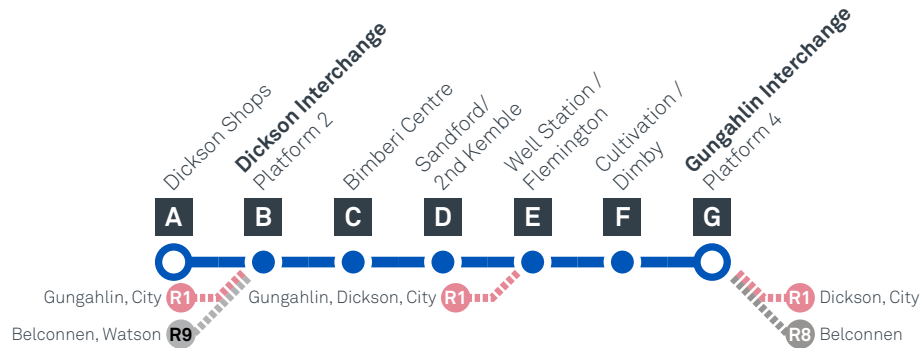 Dickson Shops
Dickson Interchange
Platform 2
Bimberi Centre
Sandford/
2nd Kemble
Well Station /
Flemington
Cultivation /
Dimby
Gungahlin Interchange
Platform 4
A
B
C
D
E
F
G
Gungahlin, City R1
Gungahlin, Dickson, City R1
R1 Dickson, City
Belconnen, Watson R9
R8 Belconnen